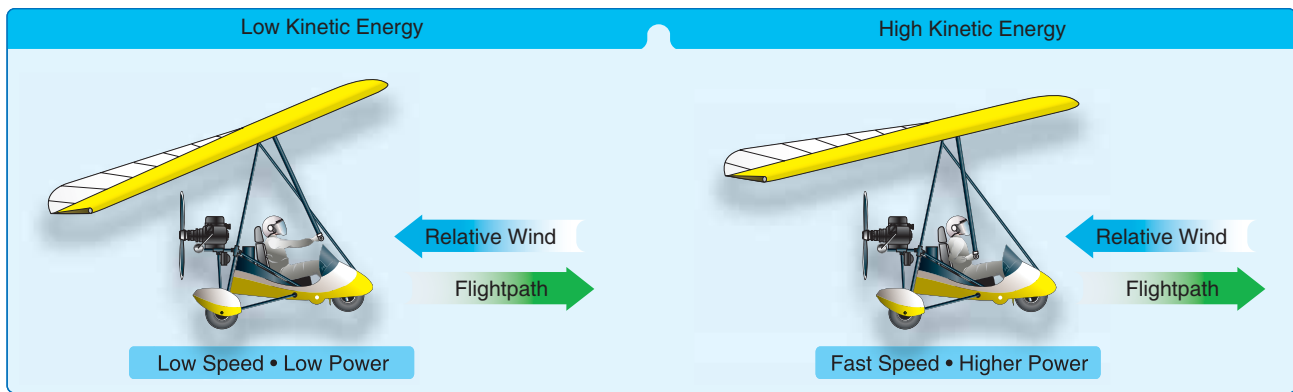 Low Kinetic Energy
High Kinetic Energy
Relative Wind
Flightpath
Low Speed • Low Power
Relative Wind
Flightpath
Fast Speed • Higher Power